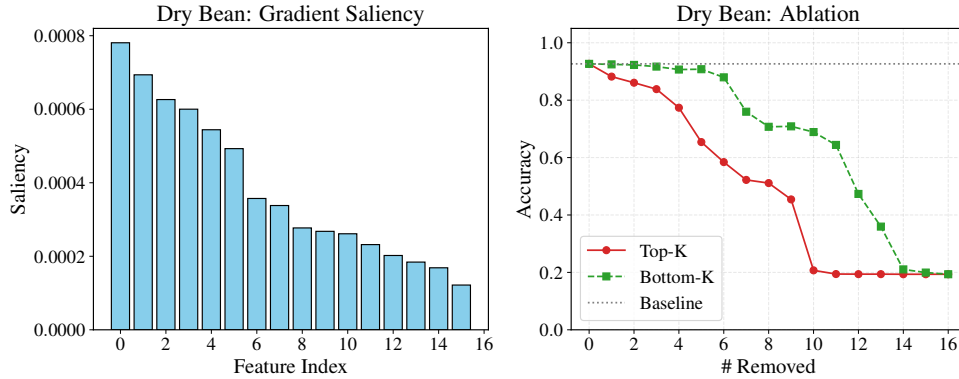 Dry Bean: Gradient Saliency
Saliency
0.0008
0.0006
0.0004
0.0002
0.0000
0 2 4 6 8 10 12 14 16
Feature Index
Dry Bean: Ablation
Accuracy
1.0
0.8
0.6
0.4
0.2
0.0
Top-K
Bottom-K
Baseline
0 2 4 6 8 10 12 14 16
# Removed